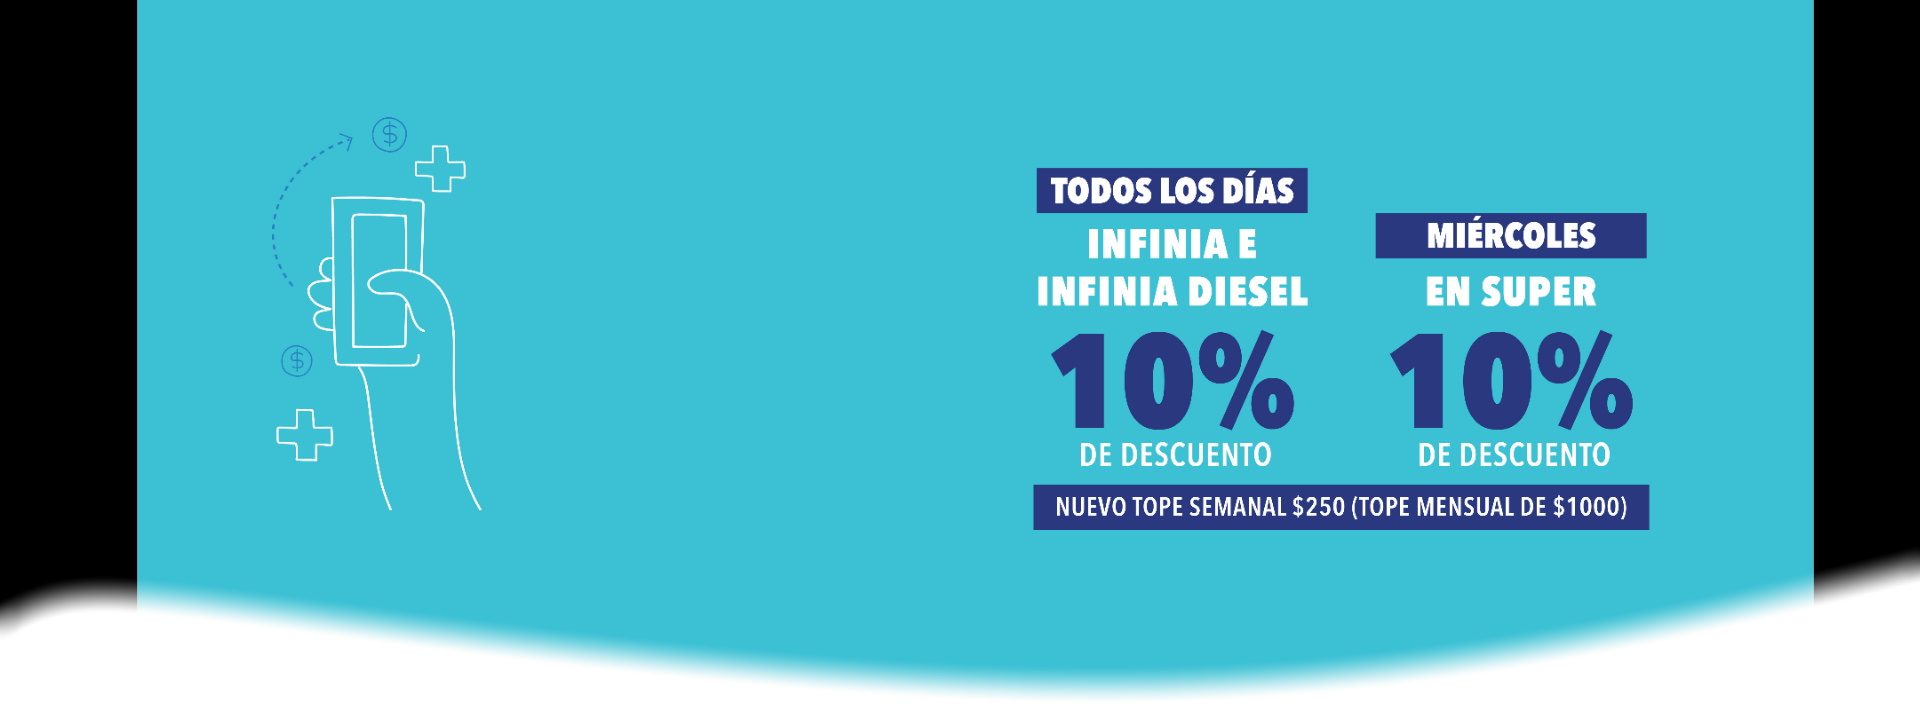 TODOS LOS DÍAS
INFINIA E
INFINIA DIESEL
10%
DE DESCUENTO
MIÉRCOLES
EN SUPER
10%
DE DESCUENTO
NUEVO TOPE SEMANAL $250 (TOPE MENSUAL DE $1000)
$
$